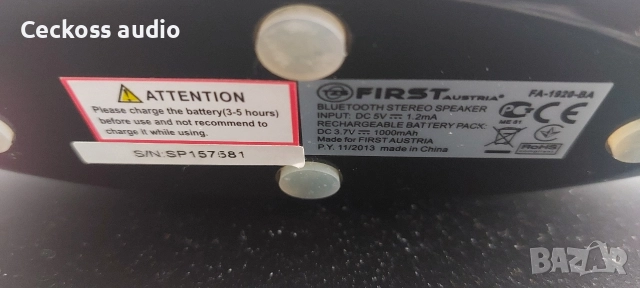 Ceckoss audio
ATTENTION
Please charge the battery(3-5 hours)
before use and not recommend to
charge it while using.
S/N:SP157581
FIRST AUSTRIA® FA-1920-BA
BLUETOOTH STEREO SPEAKER
INPUT: DC 5V ⎓ 1.2mA
RECHARGEABLE BATTERY PACK:
DC 3.7V ⎓ 1000mAh
Made for FIRST AUSTRIA
P.Y. 11/2013 made in China
CE
RoHS
BAZAR